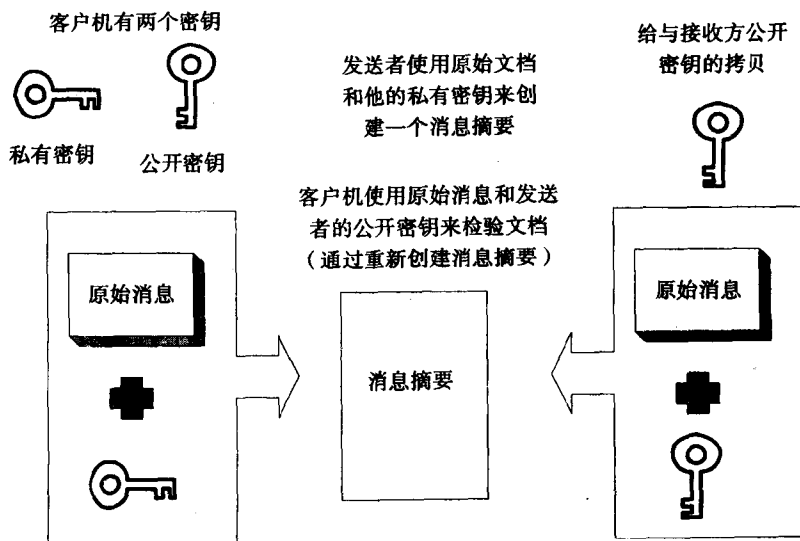 客户机有两个密钥
私有密钥
公开密钥
发送者使用原始文档
和他的私有密钥来创
建一个消息摘要
给与接收方公开
密钥的拷贝
客户机使用原始消息和发送
者的公开密钥来检验文档
（通过重新创建消息摘要）
原始消息
消息摘要
原始消息